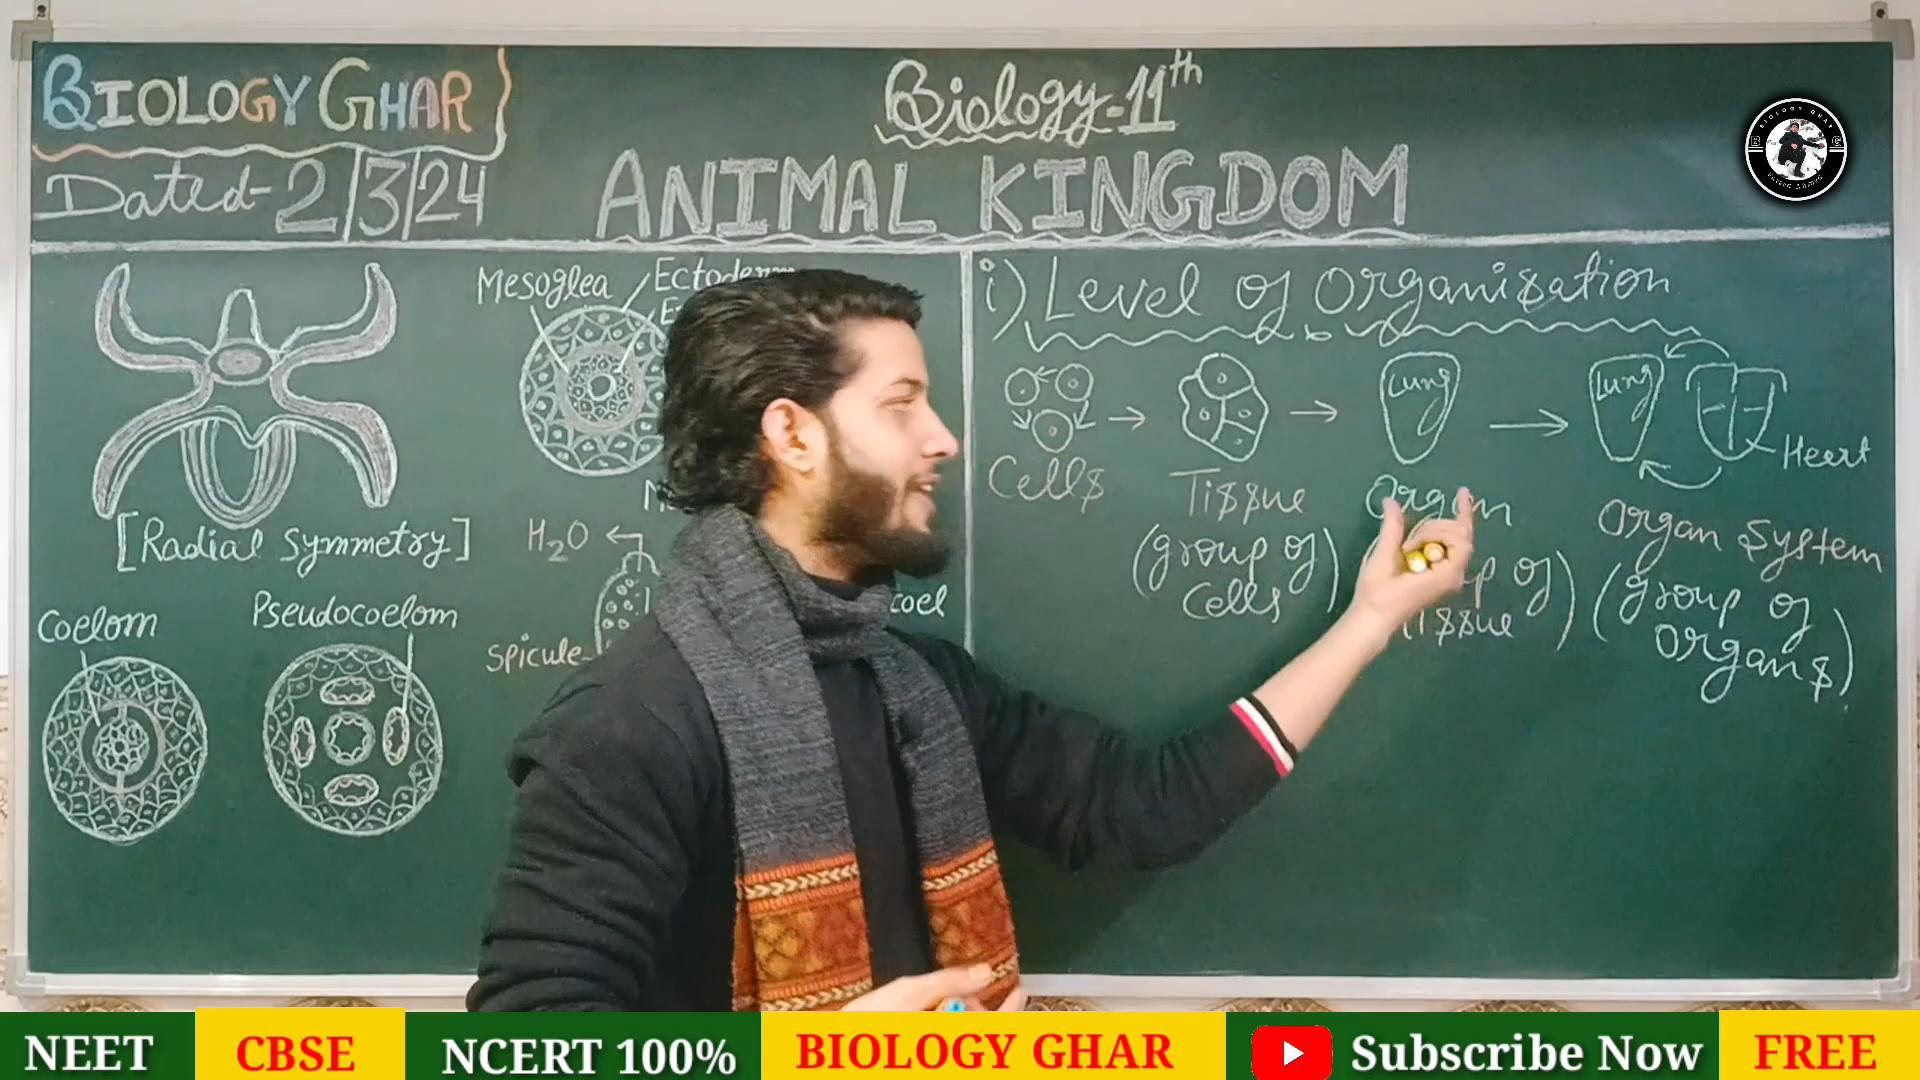 BIOLOGY GHAR
Dated-2/3/24
Biology-11th
ANIMAL KINGDOM
BIOLOGY GHAR
Mesoglea
Ectoderm
[Radial Symmetry]
H2O
Coelom
Pseudocoelom
Spicule
i) Level of Organisation
Lung
Lung
Heart
Cells
Tissue
Organ
Organ System
(group of
Cells)
of
Tissue)
(group of
Organs)
NEET
CBSE
NCERT 100%
BIOLOGY GHAR
Subscribe Now
FREE